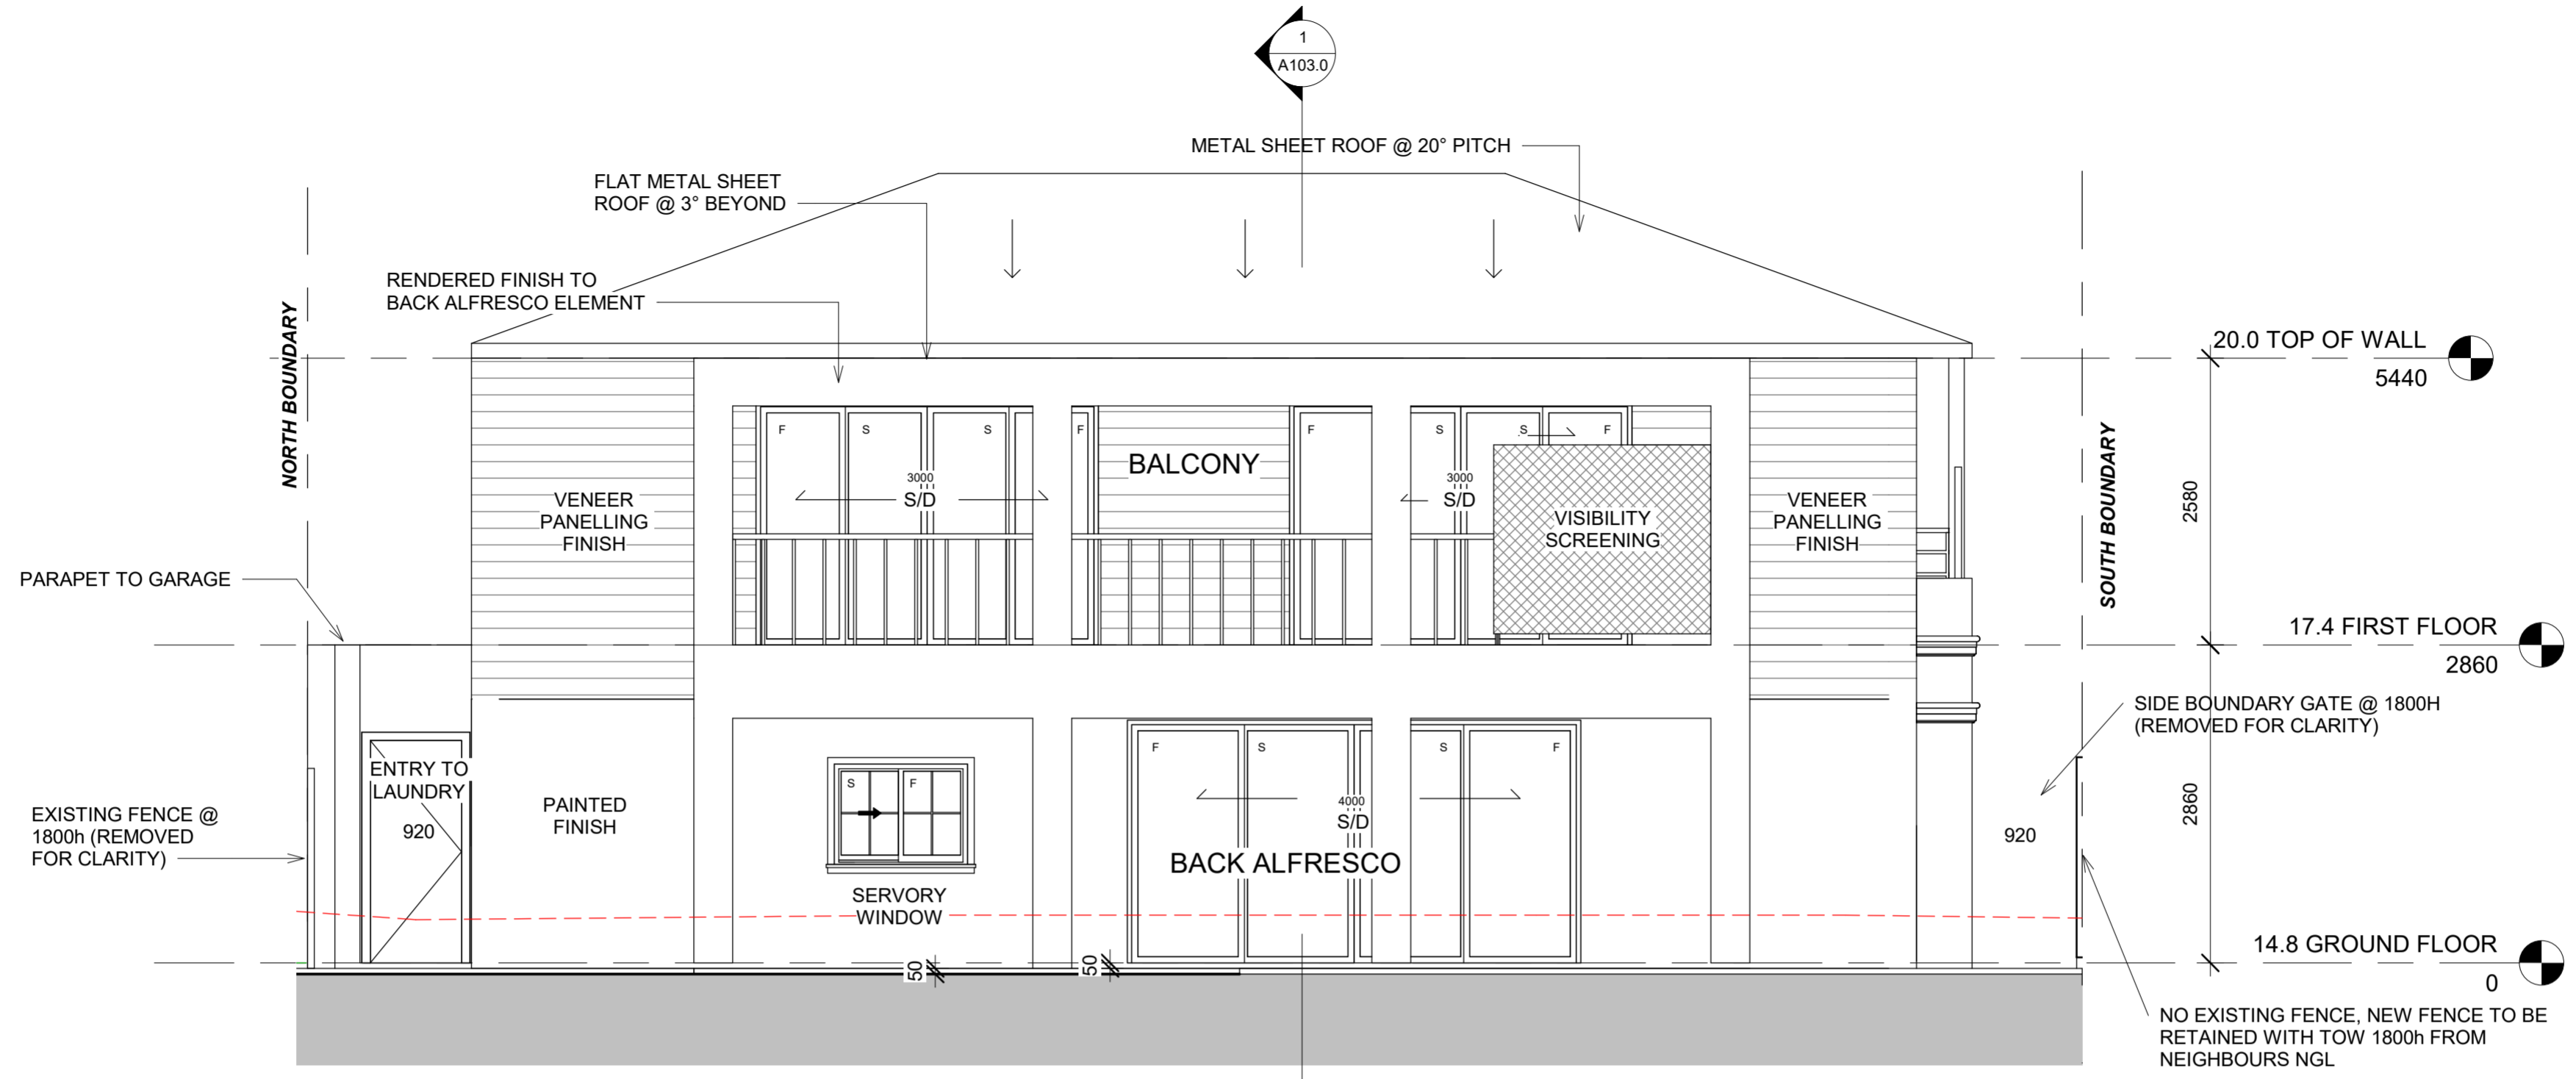 1
A103.0
METAL SHEET ROOF @ 20° PITCH
FLAT METAL SHEET
ROOF @ 3° BEYOND
RENDERED FINISH TO
BACK ALFRESCO ELEMENT
NORTH BOUNDARY
SOUTH BOUNDARY
20.0 TOP OF WALL
5440
F
S
S
F
F
S
S
F
BALCONY
3000
S/D
3000
S/D
VENEER
PANELLING
FINISH
VISIBILITY
SCREENING
VENEER
PANELLING
FINISH
2580
PARAPET TO GARAGE
17.4 FIRST FLOOR
2860
SIDE BOUNDARY GATE @ 1800H
(REMOVED FOR CLARITY)
ENTRY TO
LAUNDRY
920
EXISTING FENCE @
1800h (REMOVED
FOR CLARITY)
PAINTED
FINISH
S
F
SERVORY
WINDOW
F
S
S
F
4000
S/D
BACK ALFRESCO
920
2860
50
50
14.8 GROUND FLOOR
0
NO EXISTING FENCE, NEW FENCE TO BE
RETAINED WITH TOW 1800h FROM
NEIGHBOURS NGL